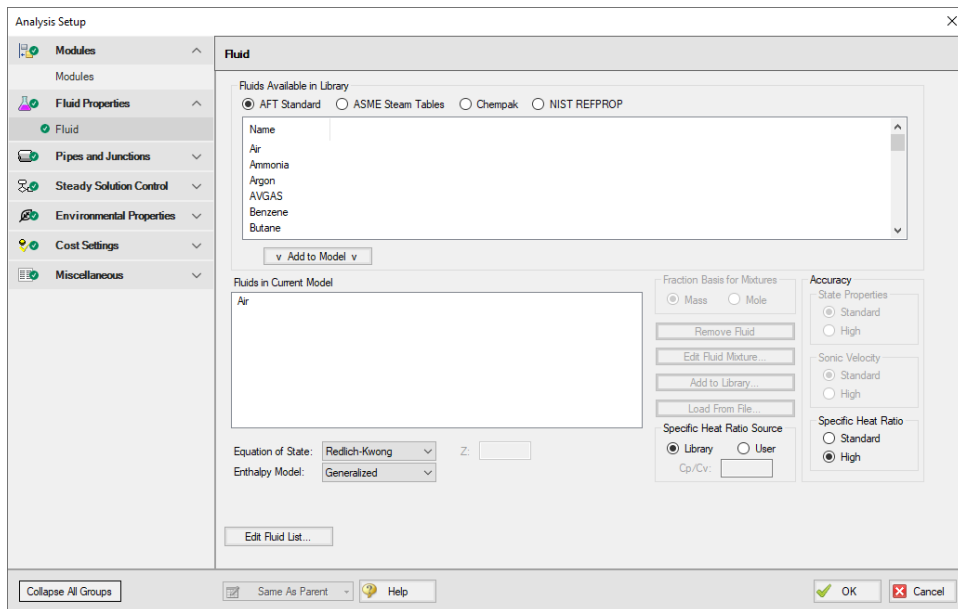 Analysis Setup
Modules
Modules
Fluid Properties
Fluid
Pipes and Junctions
Steady Solution Control
Environmental Properties
Cost Settings
Miscellaneous
Collapse All Groups
Fluid
Fluids Available in Library
AFT Standard ASME Steam Tables Chempak NIST REFPROP
Name
Air
Ammonia
Argon
AVGAS
Benzene
Butane
v Add to Model v
Fluids in Current Model
Air
Fraction Basis for Mixtures
Mass Mole
Remove Fluid
Edit Fluid Mixture...
Add to Library...
Load From File...
Specific Heat Ratio Source
Library User
Cp/Cv:
Accuracy
State Properties
Standard
High
Sonic Velocity
Standard
High
Specific Heat Ratio
Standard
High
Equation of State: Redlich-Kwong Z:
Enthalpy Model: Generalized
Edit Fluid List...
Same As Parent Help OK Cancel